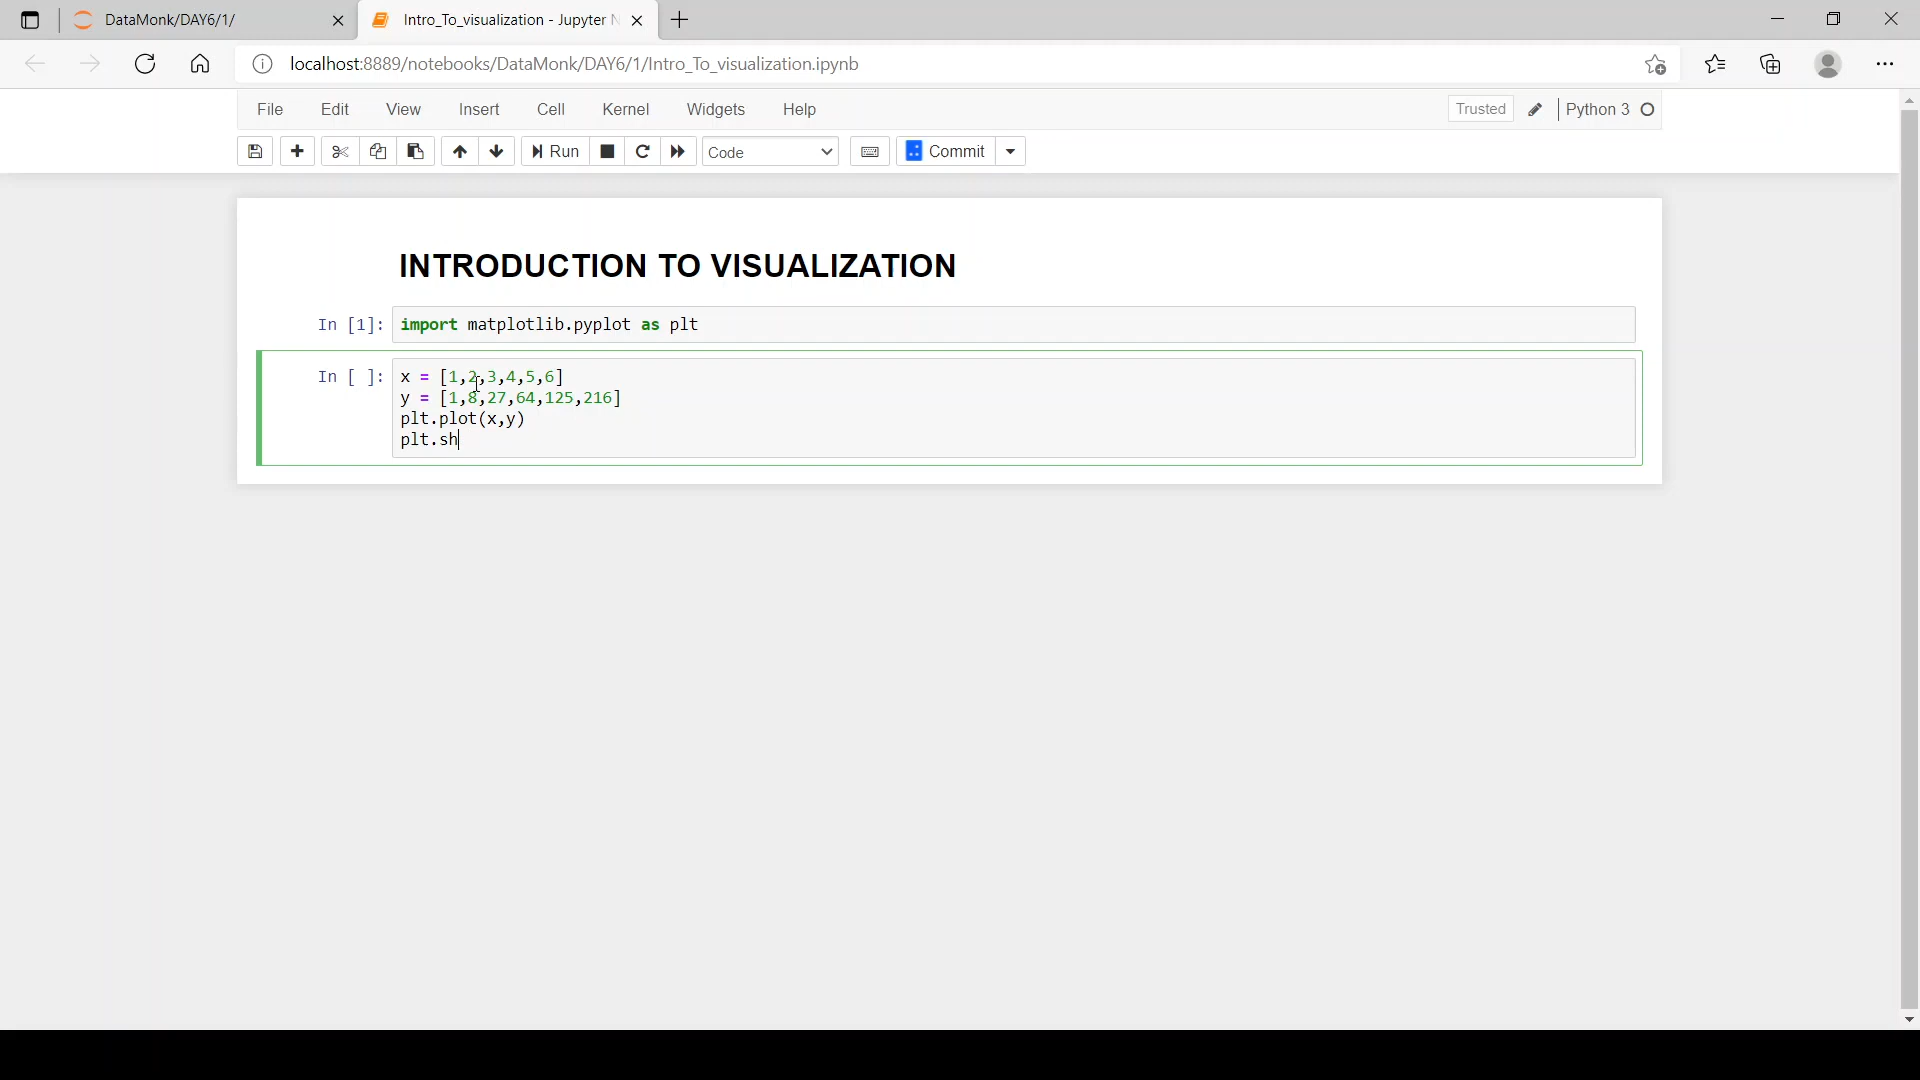 DataMonk/DAY6/1/
Intro_To_visualization - Jupyter N
localhost:8889/notebooks/DataMonk/DAY6/1/Intro_To_visualization.ipynb
File Edit View Insert Cell Kernel Widgets Help Trusted Python 3
Run Code Commit
INTRODUCTION TO VISUALIZATION
In [1]: import matplotlib.pyplot as plt
In [ ]: x = [1,2,3,4,5,6]
y = [1,8,27,64,125,216]
plt.plot(x,y)
plt.sh